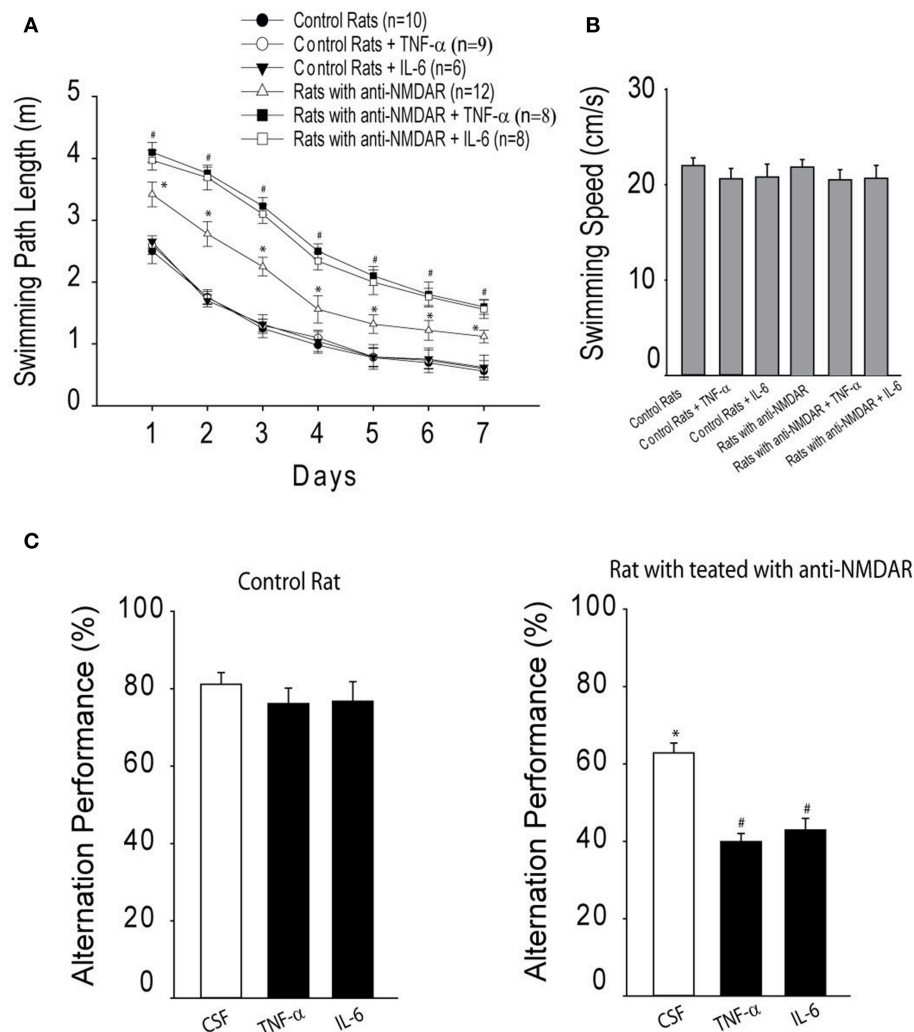 A
Control Rats (n=10)
Control Rats + TNF-α (n=9)
Control Rats + IL-6 (n=6)
Rats with anti-NMDAR (n=12)
Rats with anti-NMDAR + TNF-α (n=8)
Rats with anti-NMDAR + IL-6 (n=8)
Swimming Path Length (m)
5
4
3
2
1
0
# # # # # # #
* * * * * * *
1 2 3 4 5 6 7
Days
B
Swimming Speed (cm/s)
30
20
10
0
Control Rats
Control Rats + TNF-α
Control Rats + IL-6
Rats with anti-NMDAR
Rats with anti-NMDAR + TNF-α
Rats with anti-NMDAR + IL-6
C
Control Rat
Alternation Performance (%)
100
80
60
40
20
0
CSF TNF-α IL-6
Rat with teated with anti-NMDAR
Alternation Performance (%)
100
80
60
40
20
0
* # #
CSF TNF-α IL-6